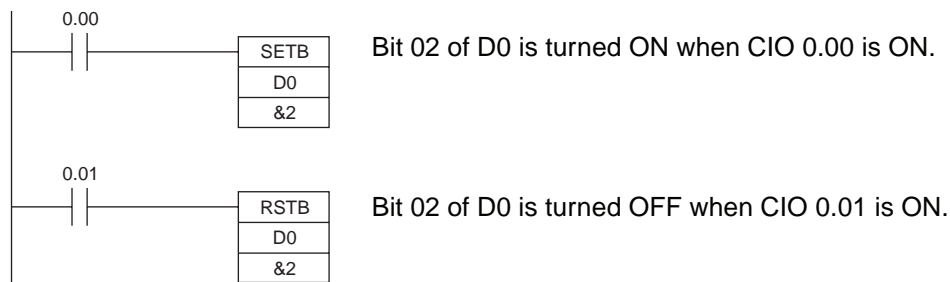 0.00
SETB
Bit 02 of D0 is turned ON when CIO 0.00 is ON.
D0
&2
0.01
RSTB
Bit 02 of D0 is turned OFF when CIO 0.01 is ON.
D0
&2